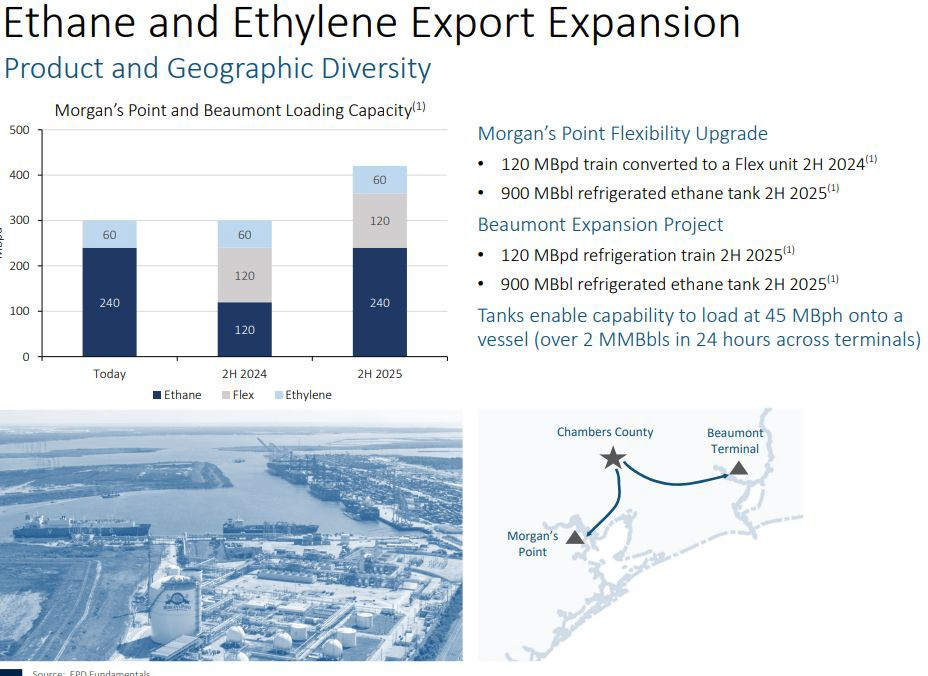 Ethane and Ethylene Export Expansion
Product and Geographic Diversity
Morgan's Point and Beaumont Loading Capacity(1)
500
400
300
200
100
0
60
240
60
120
120
60
120
240
Today
2H 2024
2H 2025
Ethane
Flex
Ethylene
Morgan's Point Flexibility Upgrade
• 120 MBpd train converted to a Flex unit 2H 2024(1)
• 900 MBbl refrigerated ethane tank 2H 2025(1)
Beaumont Expansion Project
• 120 MBpd refrigeration train 2H 2025(1)
• 900 MBbl refrigerated ethane tank 2H 2025(1)
Tanks enable capability to load at 45 MBph onto a
vessel (over 2 MMBbls in 24 hours across terminals)
Chambers County
Beaumont
Terminal
Morgan's
Point
Source: EPD Fundamentals